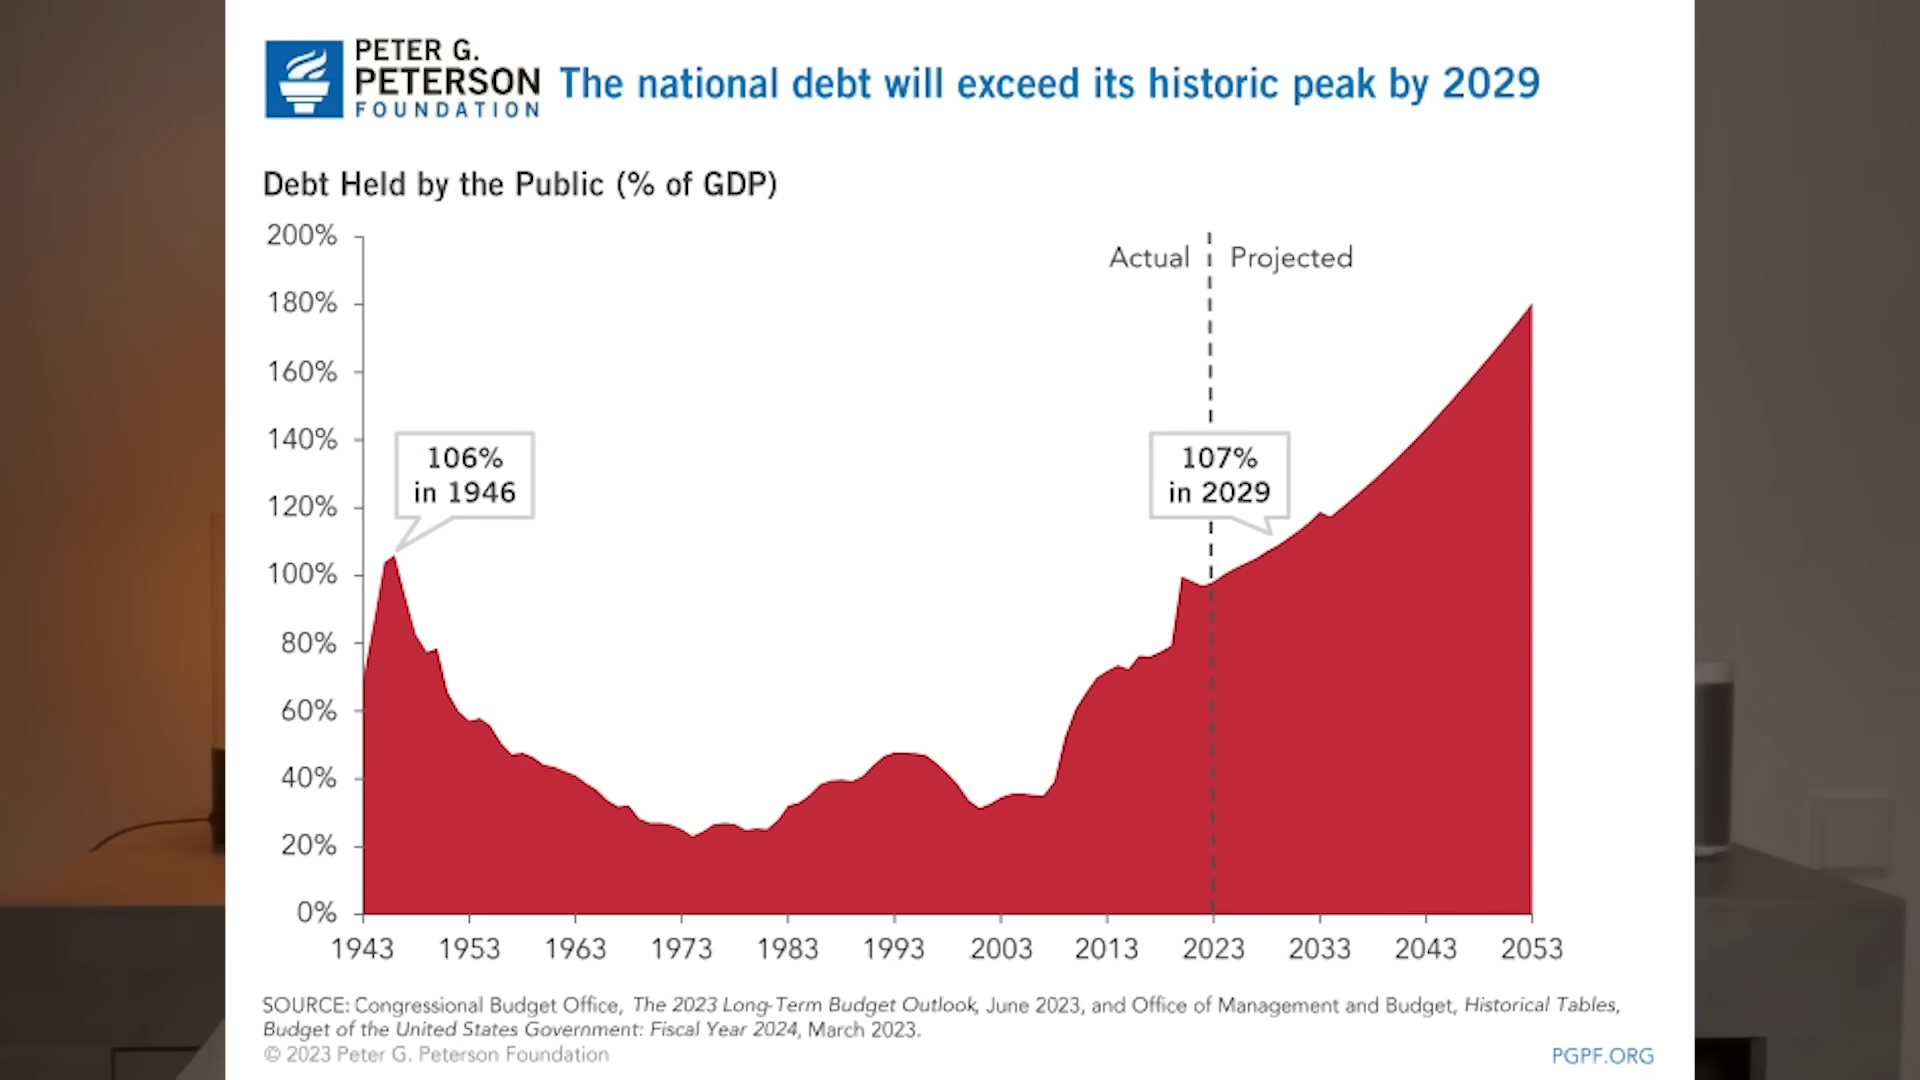 PETER G.
PETERSON
FOUNDATION
The national debt will exceed its historic peak by 2029
Debt Held by the Public (% of GDP)
200%
180%
160%
140%
120%
100%
80%
60%
40%
20%
0%
Actual
Projected
106%
in 1946
107%
in 2029
1943
1953
1963
1973
1983
1993
2003
2013
2023
2033
2043
2053
SOURCE: Congressional Budget Office, The 2023 Long-Term Budget Outlook, June 2023, and Office of Management and Budget, Historical Tables,
Budget of the United States Government: Fiscal Year 2024, March 2023.
© 2023 Peter G. Peterson Foundation
PGPF.ORG